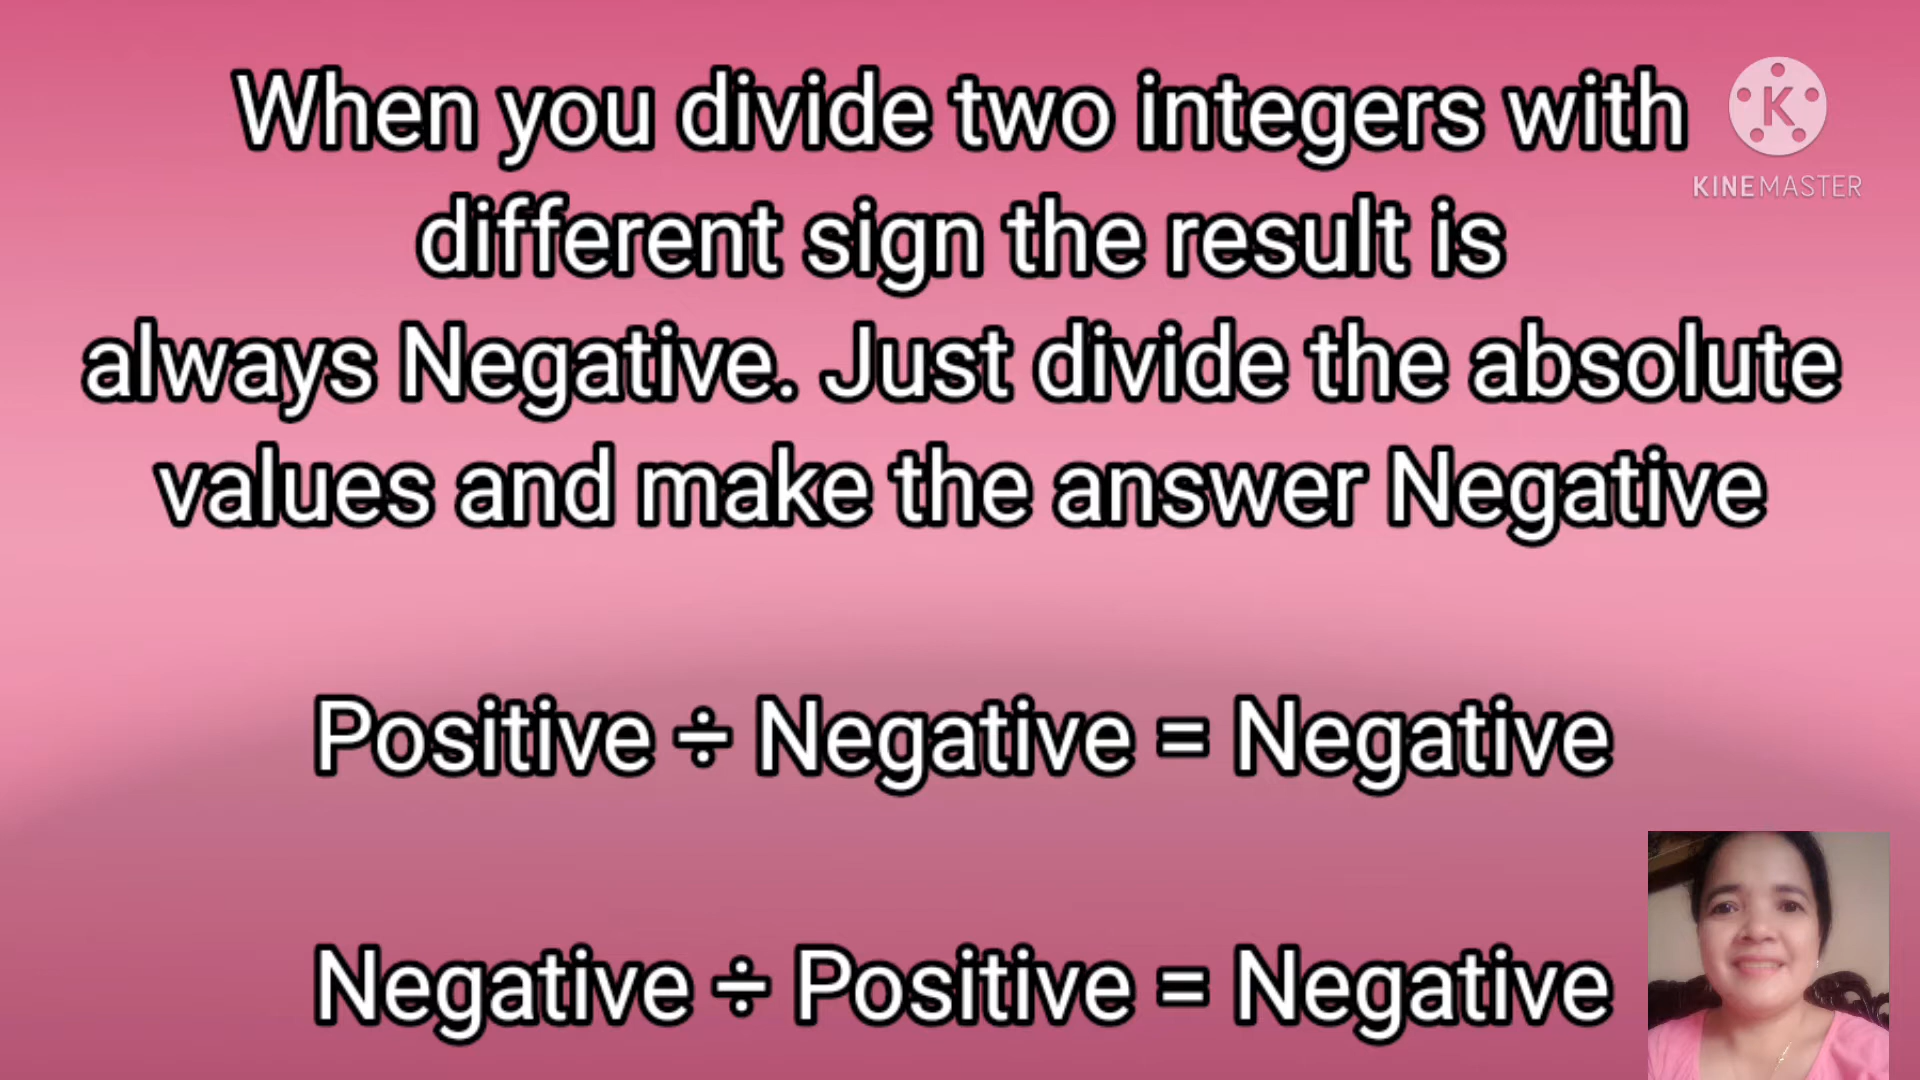 When you divide two integers with
different sign the result is
always Negative. Just divide the absolute
values and make the answer Negative
Positive ÷ Negative = Negative
Negative ÷ Positive = Negative
K
KINEMASTER